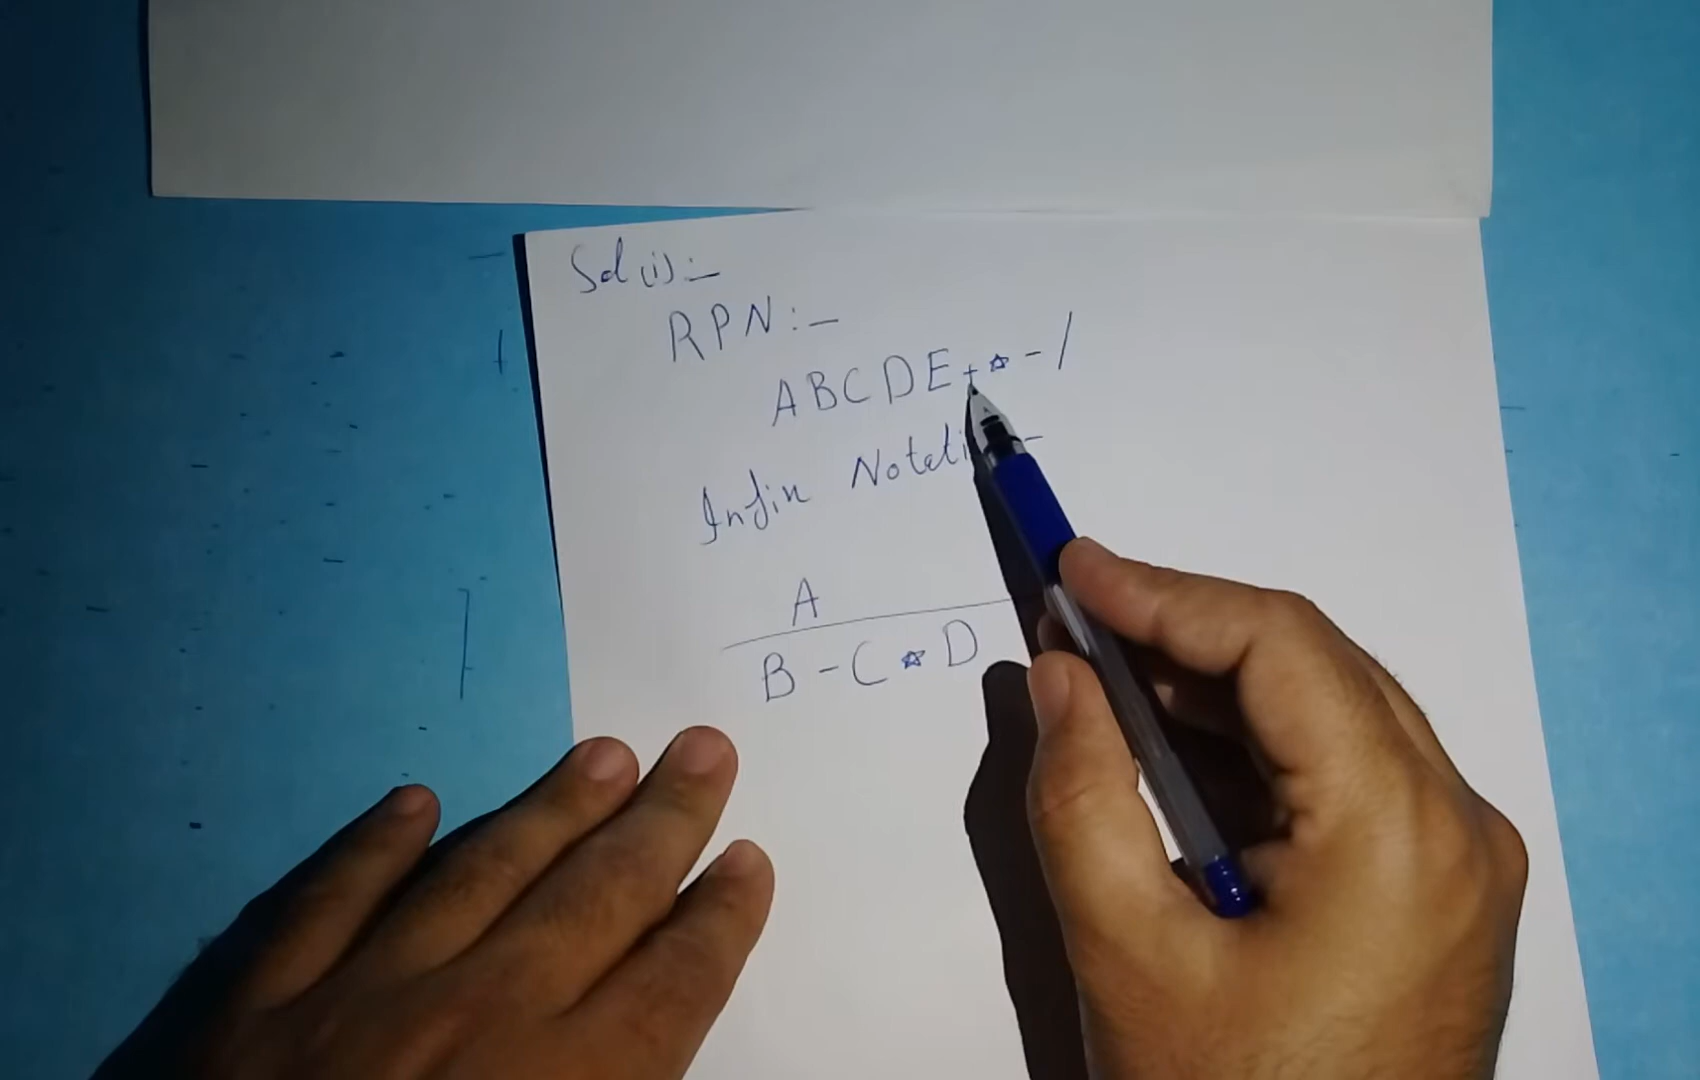 Sol (i):-
RPN:-
ABCDE+*-/
Infix Notati -
A
B - C * D